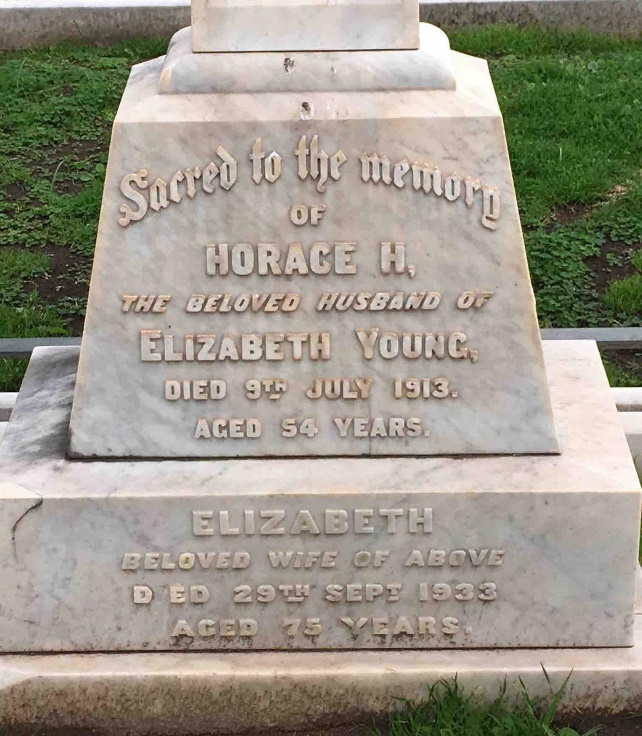 Sacred to the memory
OF
HORACE H,
THE BELOVED HUSBAND OF
ELIZABETH YOUNG,
DIED 9TH JULY 1913.
AGED 54 YEARS.
ELIZABETH
BELOVED WIFE OF ABOVE
D ED 29TH SEPT 1933
AGED 75 YEARS.